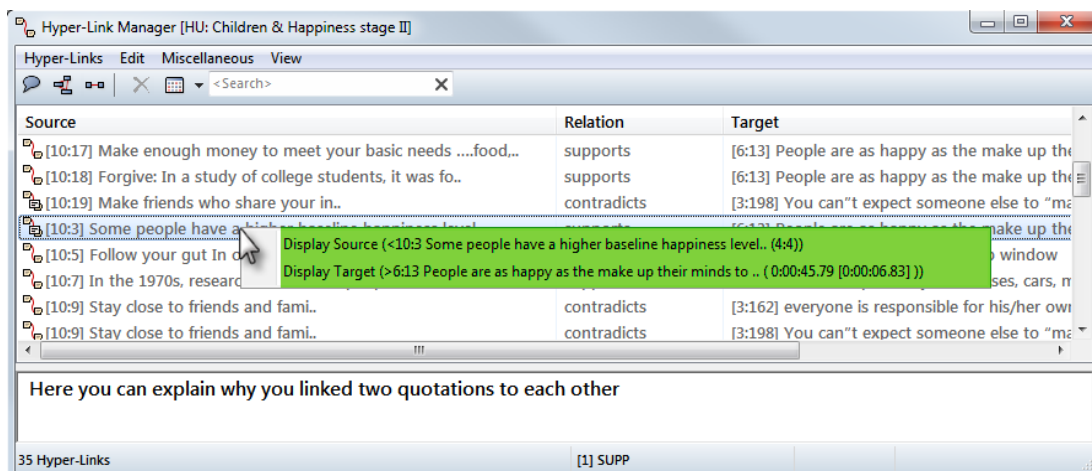 Hyper-Link Manager [HU: Children & Happiness stage II]
Hyper-Links Edit Miscellaneous View
<Search>
Source Relation Target
[10:17] Make enough money to meet your basic needs ....food,.. supports [6:13] People are as happy as the make up the
[10:18] Forgive: In a study of college students, it was fo.. supports [6:13] People are as happy as the make up the
[10:19] Make friends who share your in.. contradicts [3:198] You can"t expect someone else to "ma
[10:3] Some people have a higher baseline happiness level
Display Source (<10:3 Some people have a higher baseline happiness level.. (4:4))
[10:5] Follow your gut In window
Display Target (>6:13 People are as happy as the make up their minds to .. ( 0:00:45.79 [0:00:06.83] ))
[10:7] In the 1970s, cars,
[10:9] Stay close to friends and fami.. contradicts [3:162] everyone is responsible for his/her own
[10:9] Stay close to friends and fami.. contradicts [3:198] You can"t expect someone else to "ma
Here you can explain why you linked two quotations to each other
35 Hyper-Links [1] SUPP